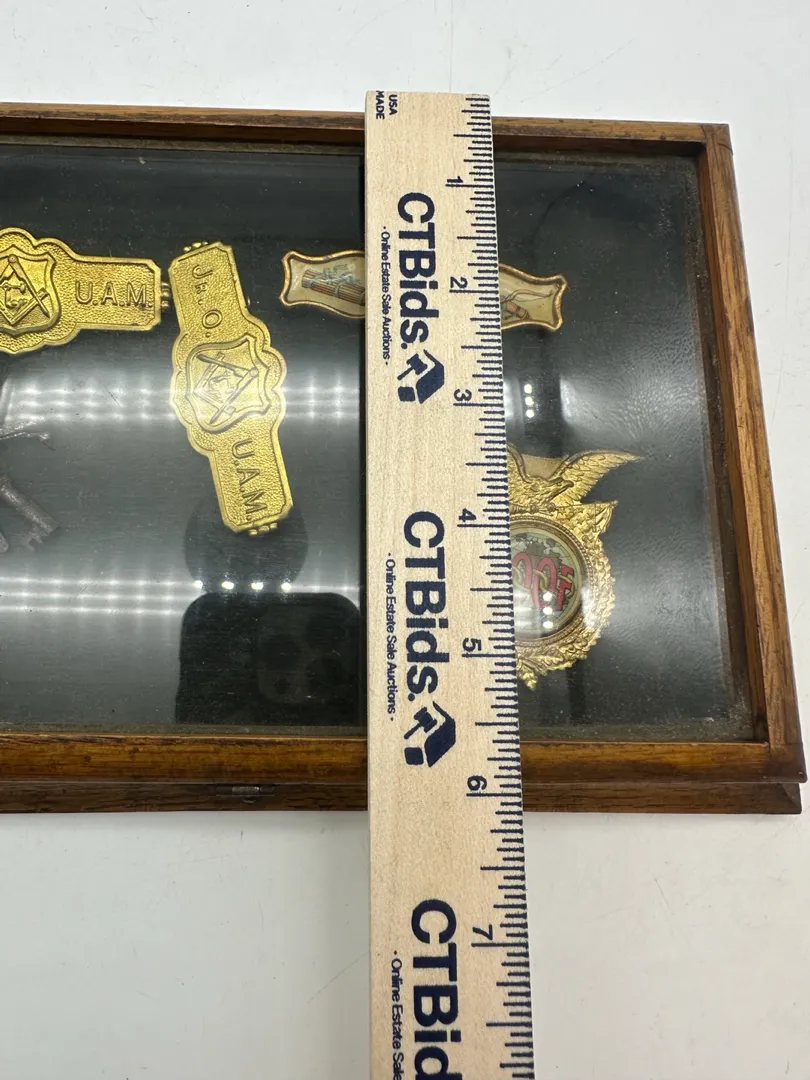 USA
MADE
1
CTBids.
• Online Estate Sale Auctions •
2
3
U.A.M.
Jr. O.
U.A.M.
4
CTBids.
• Online Estate Sale Auctions •
5
6
7
CTBid
• Online Estate Sale